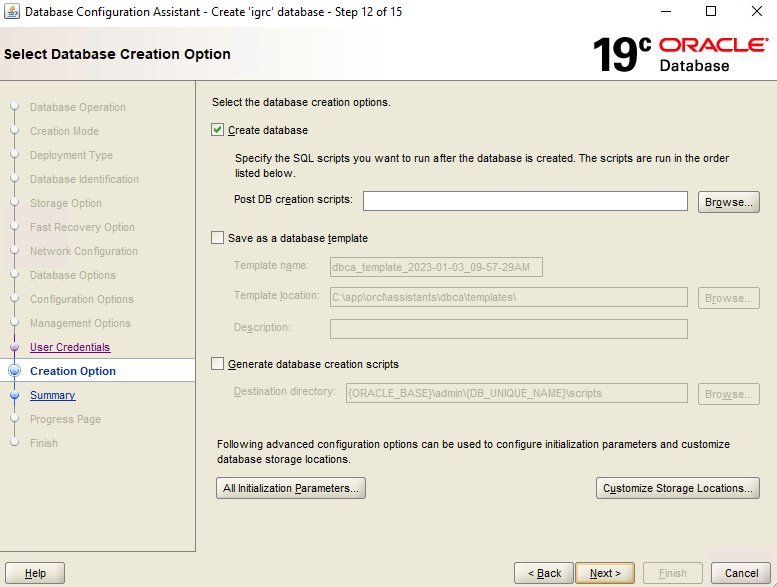 Database Configuration Assistant - Create 'igrc' database - Step 12 of 15
Select Database Creation Option
19c ORACLE
Database
Database Operation
Creation Mode
Deployment Type
Database Identification
Storage Option
Fast Recovery Option
Network Configuration
Database Options
Configuration Options
Management Options
User Credentials
Creation Option
Summary
Progress Page
Finish
Select the database creation options.
Create database
Specify the SQL scripts you want to run after the database is created. The scripts are run in the order
listed below.
Post DB creation scripts:
Browse...
Save as a database template
Template name: dbca_template_2023-01-03_09-57-29AM
Template location: C:\app\orcl\assistants\dbca\templates\ Browse...
Description:
Generate database creation scripts
Destination directory: {ORACLE_BASE}\admin\{DB_UNIQUE_NAME}\scripts Browse...
Following advanced configuration options can be used to configure initialization parameters and customize
database storage locations.
All Initialization Parameters... Customize Storage Locations...
Help < Back Next > Finish Cancel